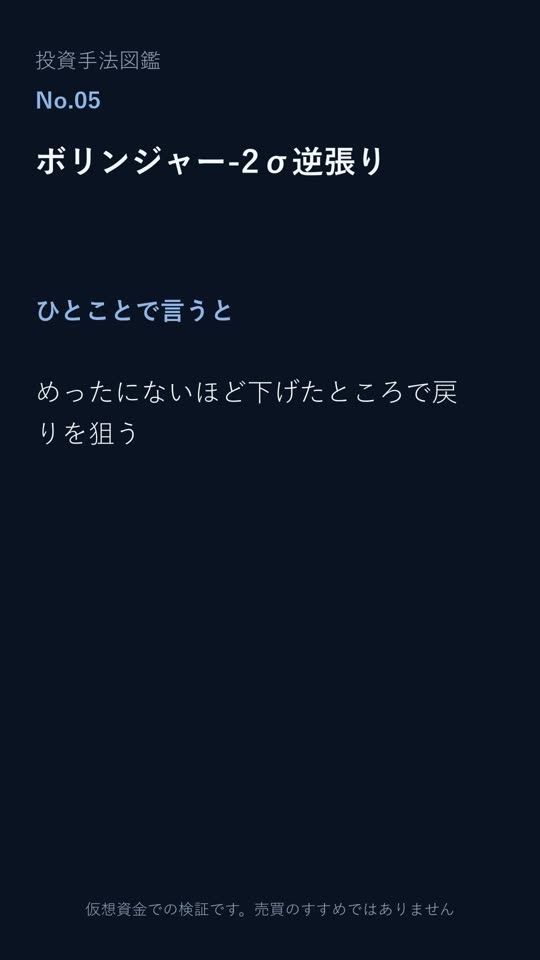 投資手法図鑑
No.05
ボリンジャー-2σ逆張り
ひとことで言うと
めったにないほど下げたところで戻
りを狙う
仮想資金での検証です。売買のすすめではありません